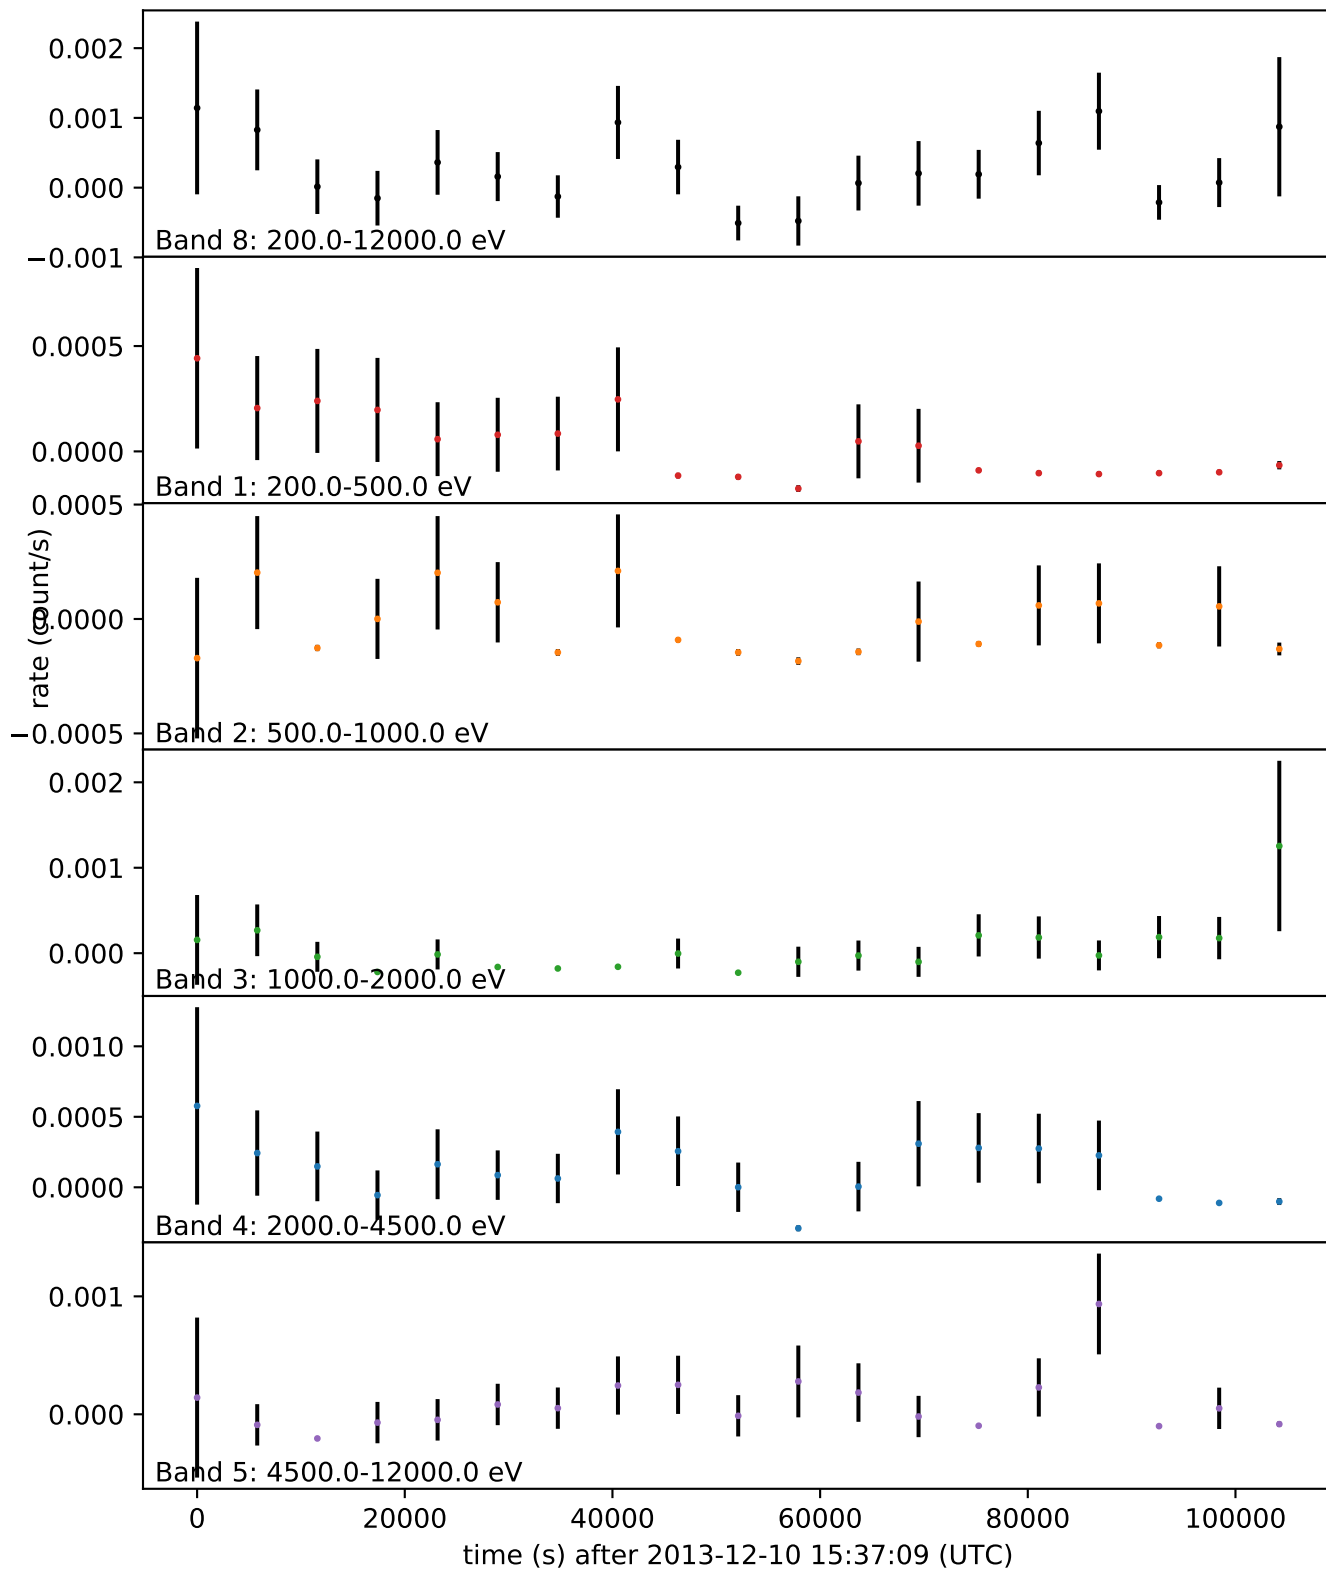 0.002
0.001
0.000
−0.001
Band 8: 200.0-12000.0 eV
0.0005
0.0000
Band 1: 200.0-500.0 eV
0.0005
0.0000
−0.0005
Band 2: 500.0-1000.0 eV
rate (count/s)
0.002
0.001
0.000
Band 3: 1000.0-2000.0 eV
0.0010
0.0005
0.0000
Band 4: 2000.0-4500.0 eV
0.001
0.000
Band 5: 4500.0-12000.0 eV
0 20000 40000 60000 80000 100000
time (s) after 2013-12-10 15:37:09 (UTC)